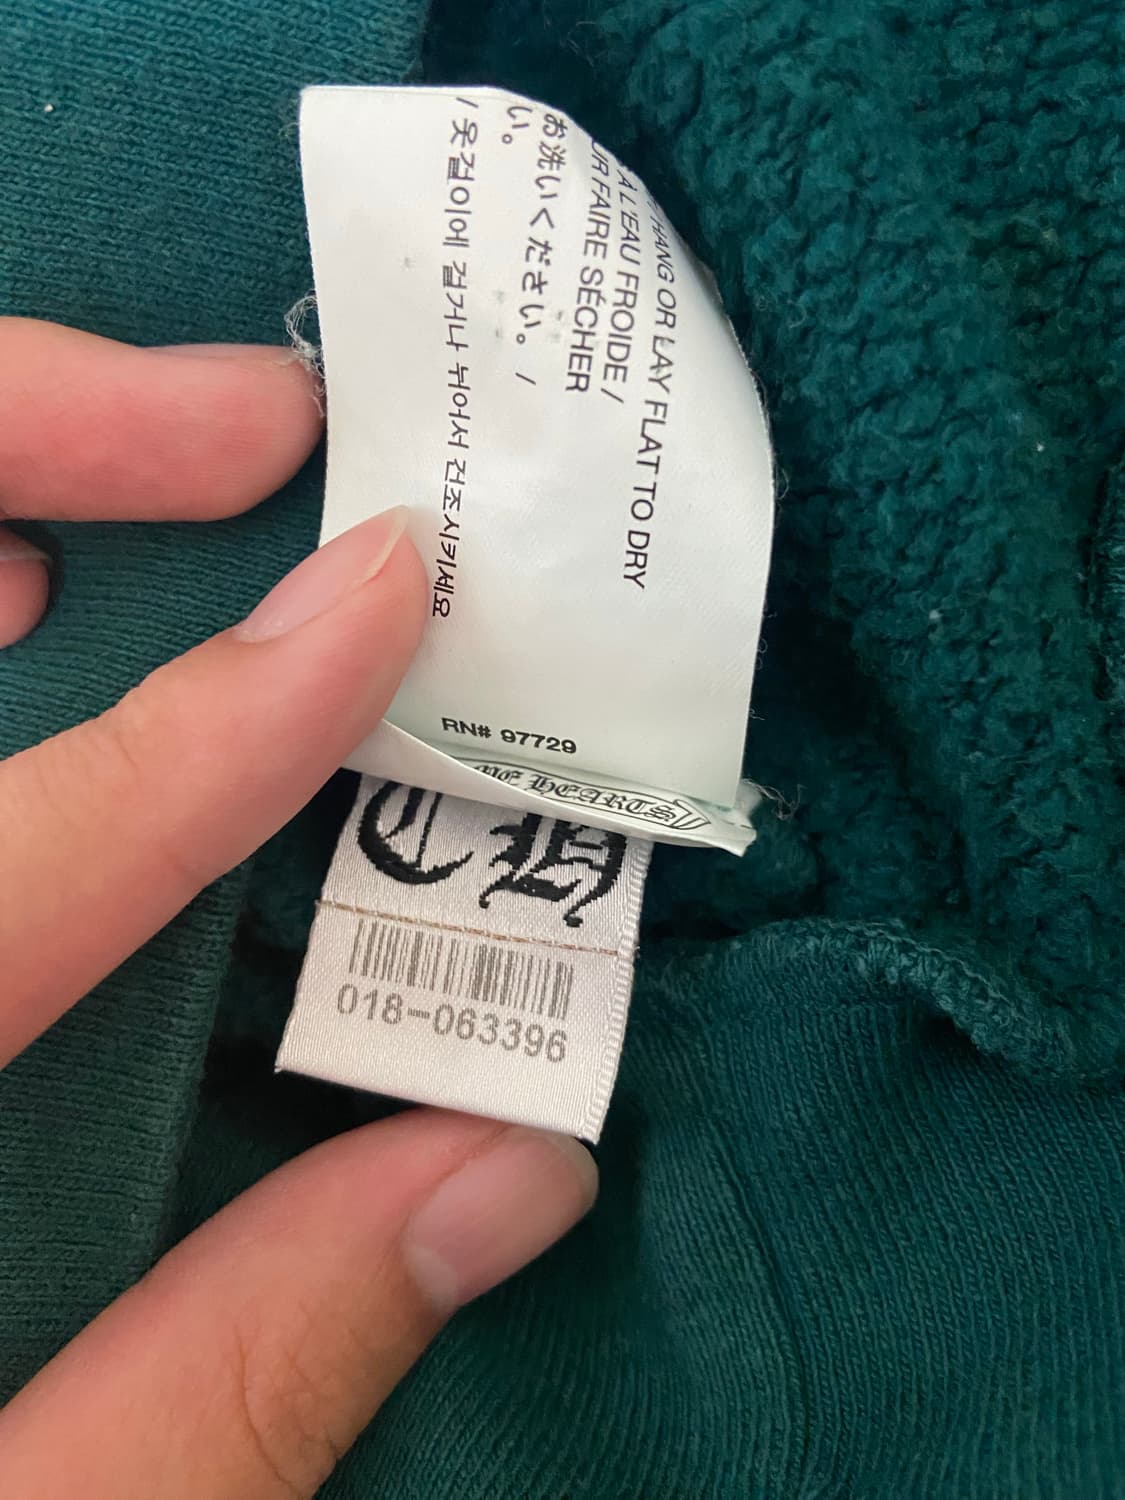 HANG OR LAY FLAT TO DRY
A L'EAU FROIDE /
UR FAIRE SÉCHER
お洗いください。 /
い。
/ 옷걸이에 걸거나 뉘어서 건조시키세요
RN# 97729
HEARTS
CH
018-063396